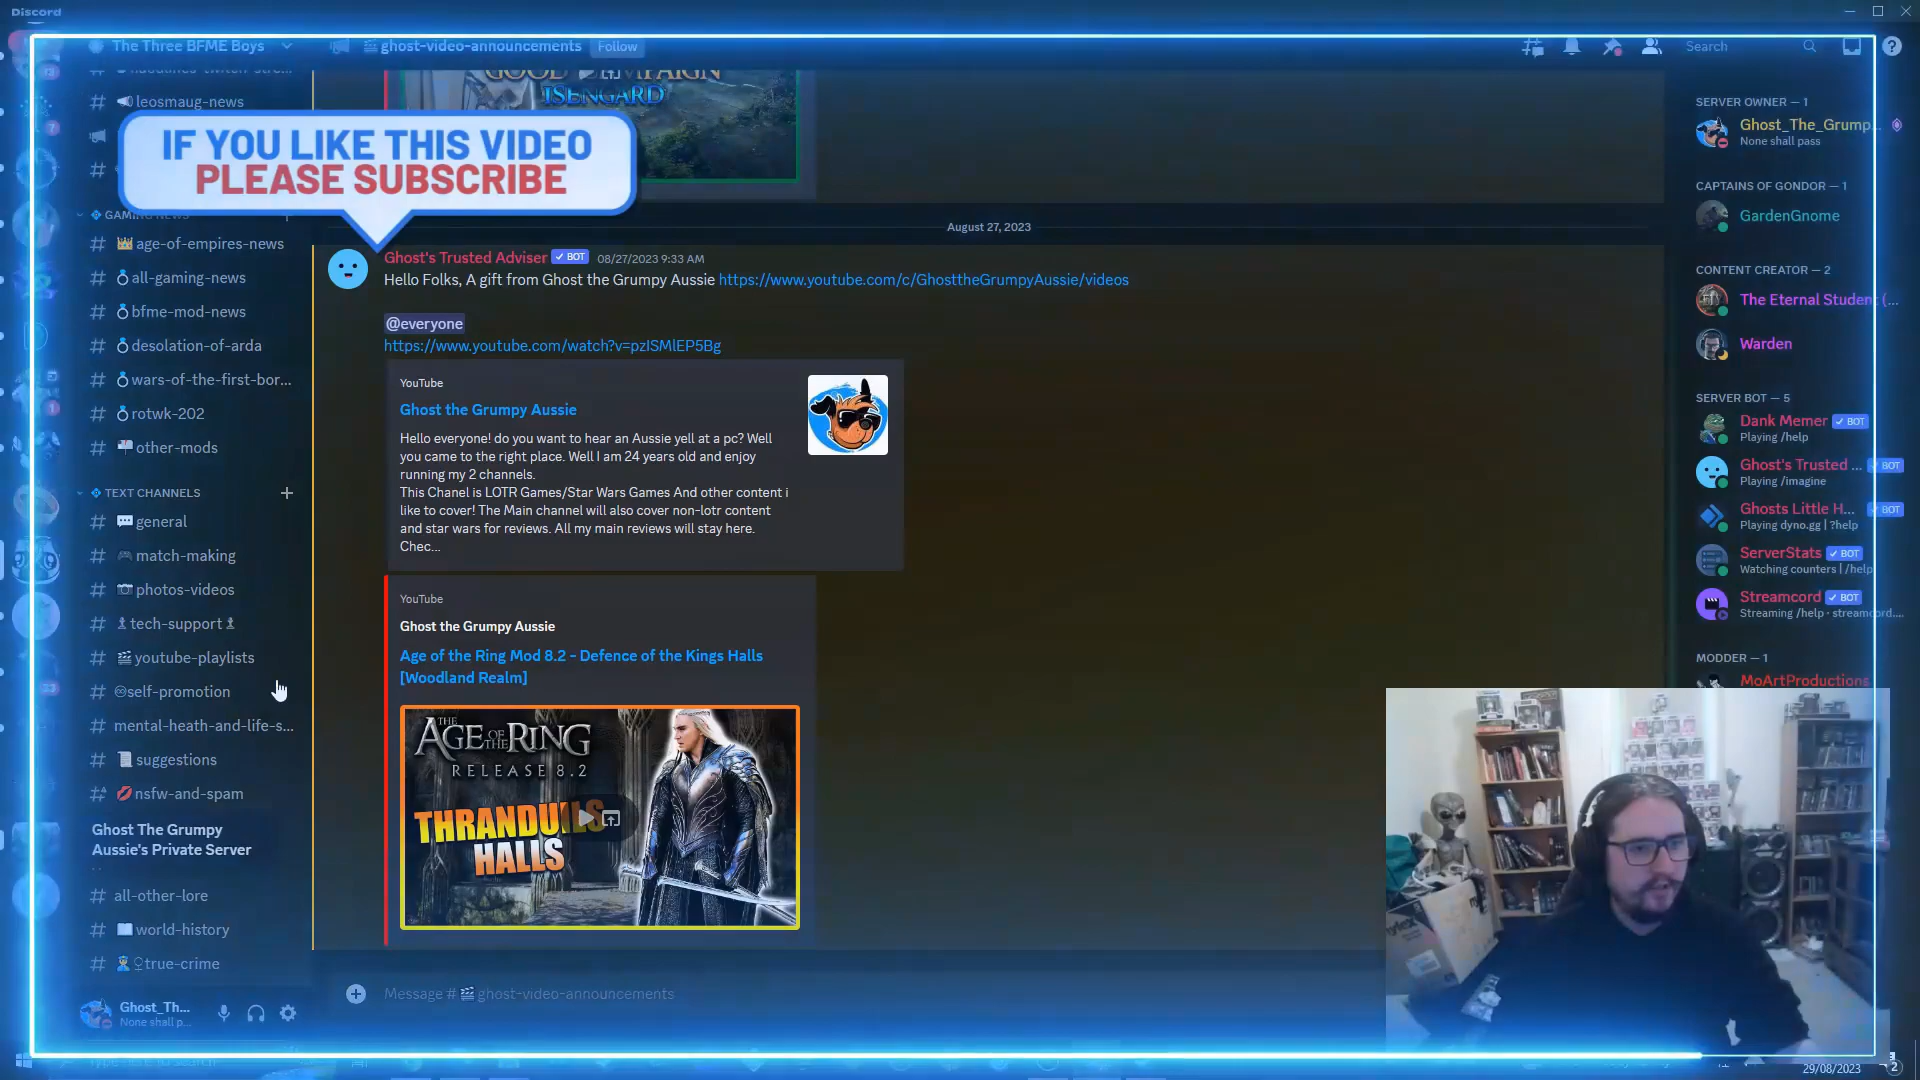 Discord
The Three BFME Boys
ghost-video-announcements
Follow
Search
leosmaug-news
IF YOU LIKE THIS VIDEO
PLEASE SUBSCRIBE
age-of-empires-news
all-gaming-news
bfme-mod-news
desolation-of-arda
wars-of-the-first-bor...
rotwk-202
other-mods
TEXT CHANNELS
general
match-making
photos-videos
tech-support
youtube-playlists
self-promotion
mental-heath-and-life-s...
suggestions
nsfw-and-spam
Ghost The Grumpy
Aussie's Private Server
all-other-lore
world-history
true-crime
Ghost_Th...
None shall p...
ISENGARD
August 27, 2023
Ghost's Trusted Adviser BOT 08/27/2023 9:33 AM
Hello Folks, A gift from Ghost the Grumpy Aussie https://www.youtube.com/c/GhosttheGrumpyAussie/videos
@everyone
https://www.youtube.com/watch?v=pzISMlEP5Bg
YouTube
Ghost the Grumpy Aussie
Hello everyone! do you want to hear an Aussie yell at a pc? Well
you came to the right place. Well I am 24 years old and enjoy
running my 2 channels.
This Chanel is LOTR Games/Star Wars Games And other content i
like to cover! The Main channel will also cover non-lotr content
and star wars for reviews. All my main reviews will stay here.
Chec...
YouTube
Ghost the Grumpy Aussie
Age of the Ring Mod 8.2 - Defence of the Kings Halls
[Woodland Realm]
THE
AGE OF THE RING
RELEASE 8.2
THRANDUILS
HALLS
Message # ghost-video-announcements
SERVER OWNER — 1
Ghost_The_Grump...
None shall pass
CAPTAINS OF GONDOR — 1
GardenGnome
CONTENT CREATOR — 2
The Eternal Student (...
Warden
SERVER BOT — 5
Dank Memer BOT
Playing /help
Ghost's Trusted ... BOT
Playing /imagine
Ghosts Little H... BOT
Playing dyno.gg | ?help
ServerStats BOT
Watching counters | /help
Streamcord BOT
Streaming /help · streamcord....
MODDER — 1
MoArtProductions
29/08/2023
2